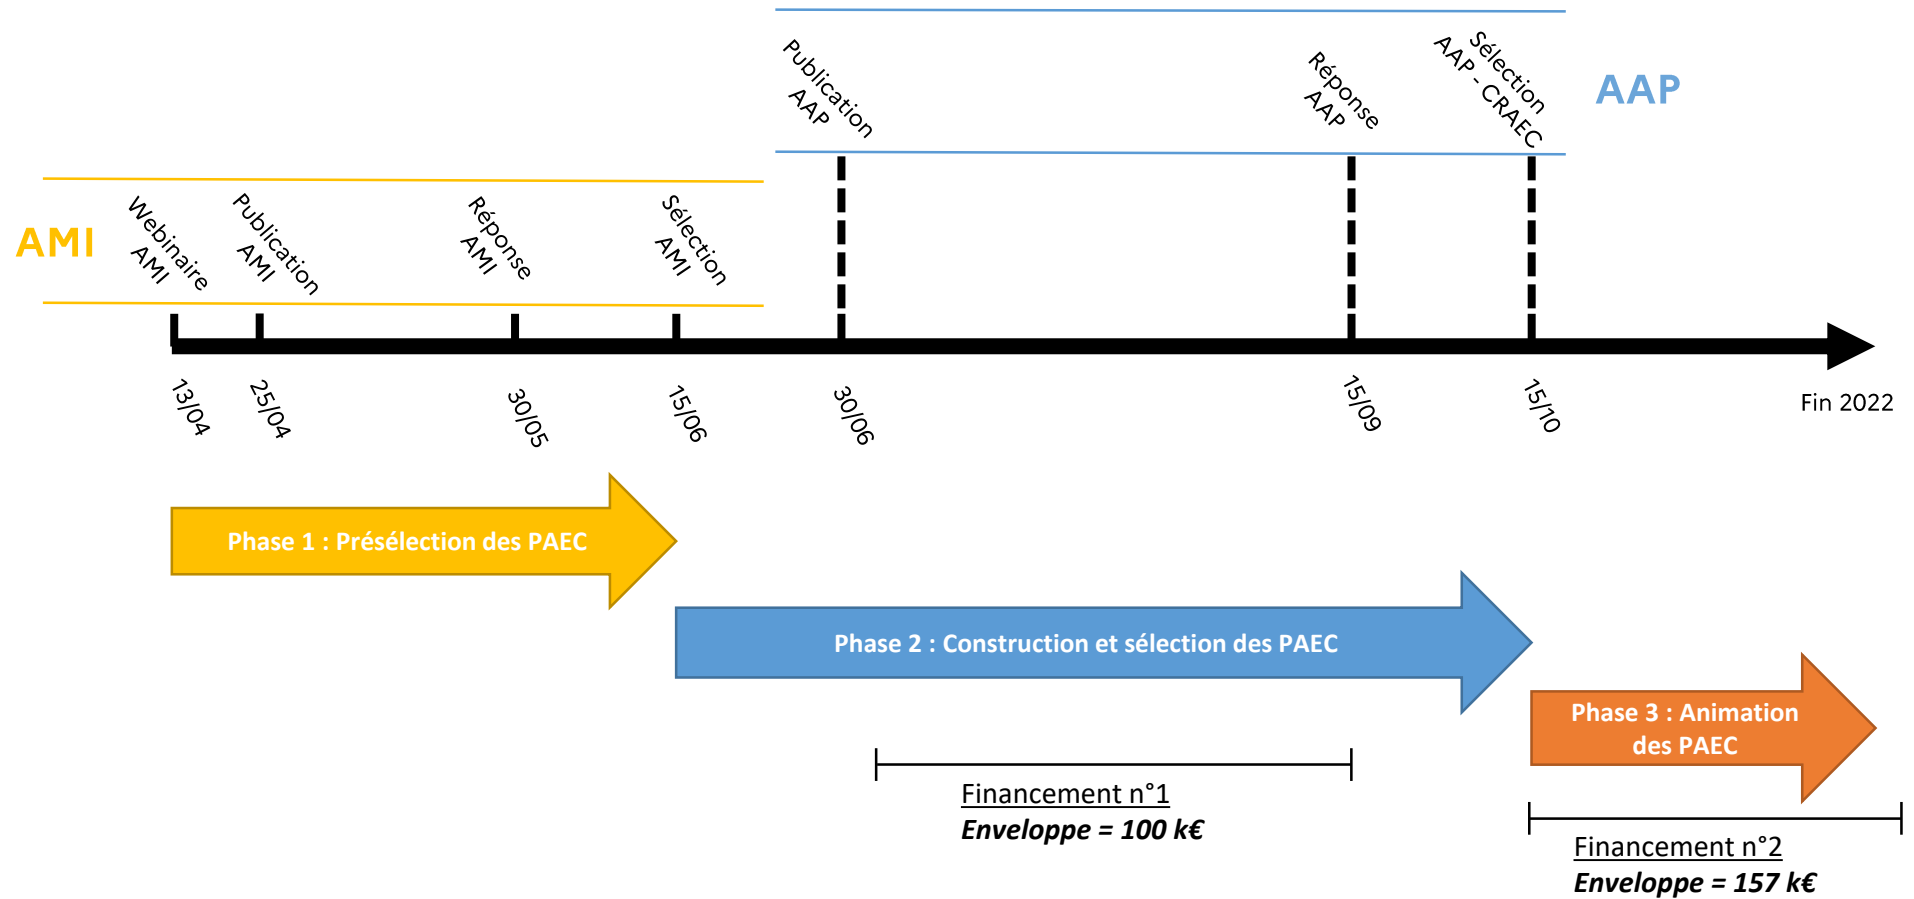 Publication
AAP
Réponse
AAP
Sélection
AAP - CRAEC
AAP
AMI
Webinaire
AMI
Publication
AMI
Réponse
AMI
Sélection
AMI
13/04
25/04
30/05
15/06
30/06
15/09
15/10
Fin 2022
Phase 1 : Présélection des PAEC
Phase 2 : Construction et sélection des PAEC
Phase 3 : Animation
des PAEC
Financement n°1
Enveloppe = 100 k€
Financement n°2
Enveloppe = 157 k€